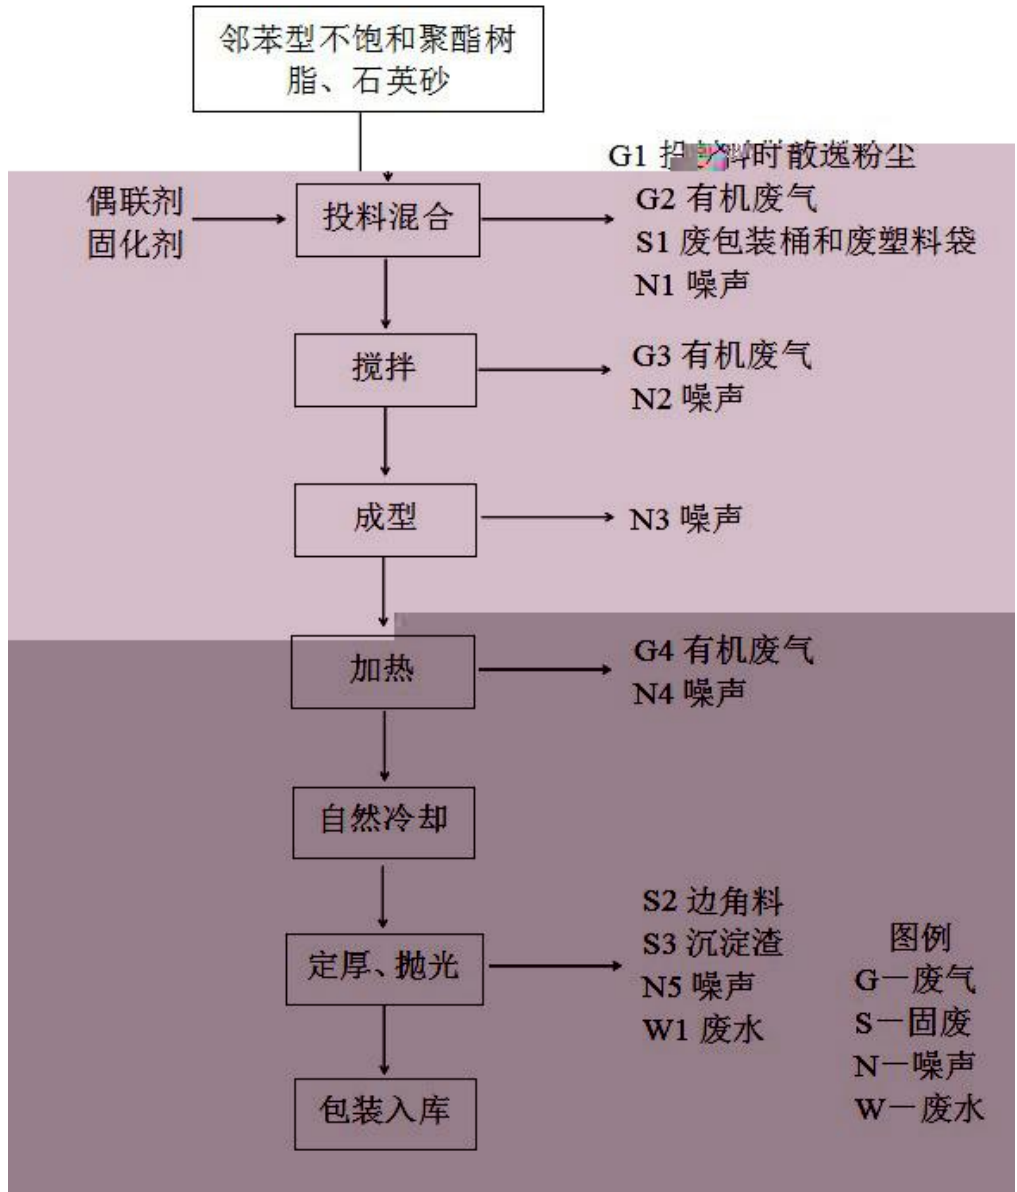 邻苯型不饱和聚酯树
脂、石英砂
G1 时散逸粉尘
偶联剂
固化剂
投料混合
G2 有机废气
S1 废包装桶和废塑料袋
N1 噪声
搅拌
G3 有机废气
N2 噪声
成型
N3 噪声
加热
G4 有机废气
N4 噪声
自然冷却
定厚、抛光
S2 边角料
S3 沉淀渣
N5 噪声
W1 废水
图例
G－废气
S－固废
N－噪声
W－废水
包装入库